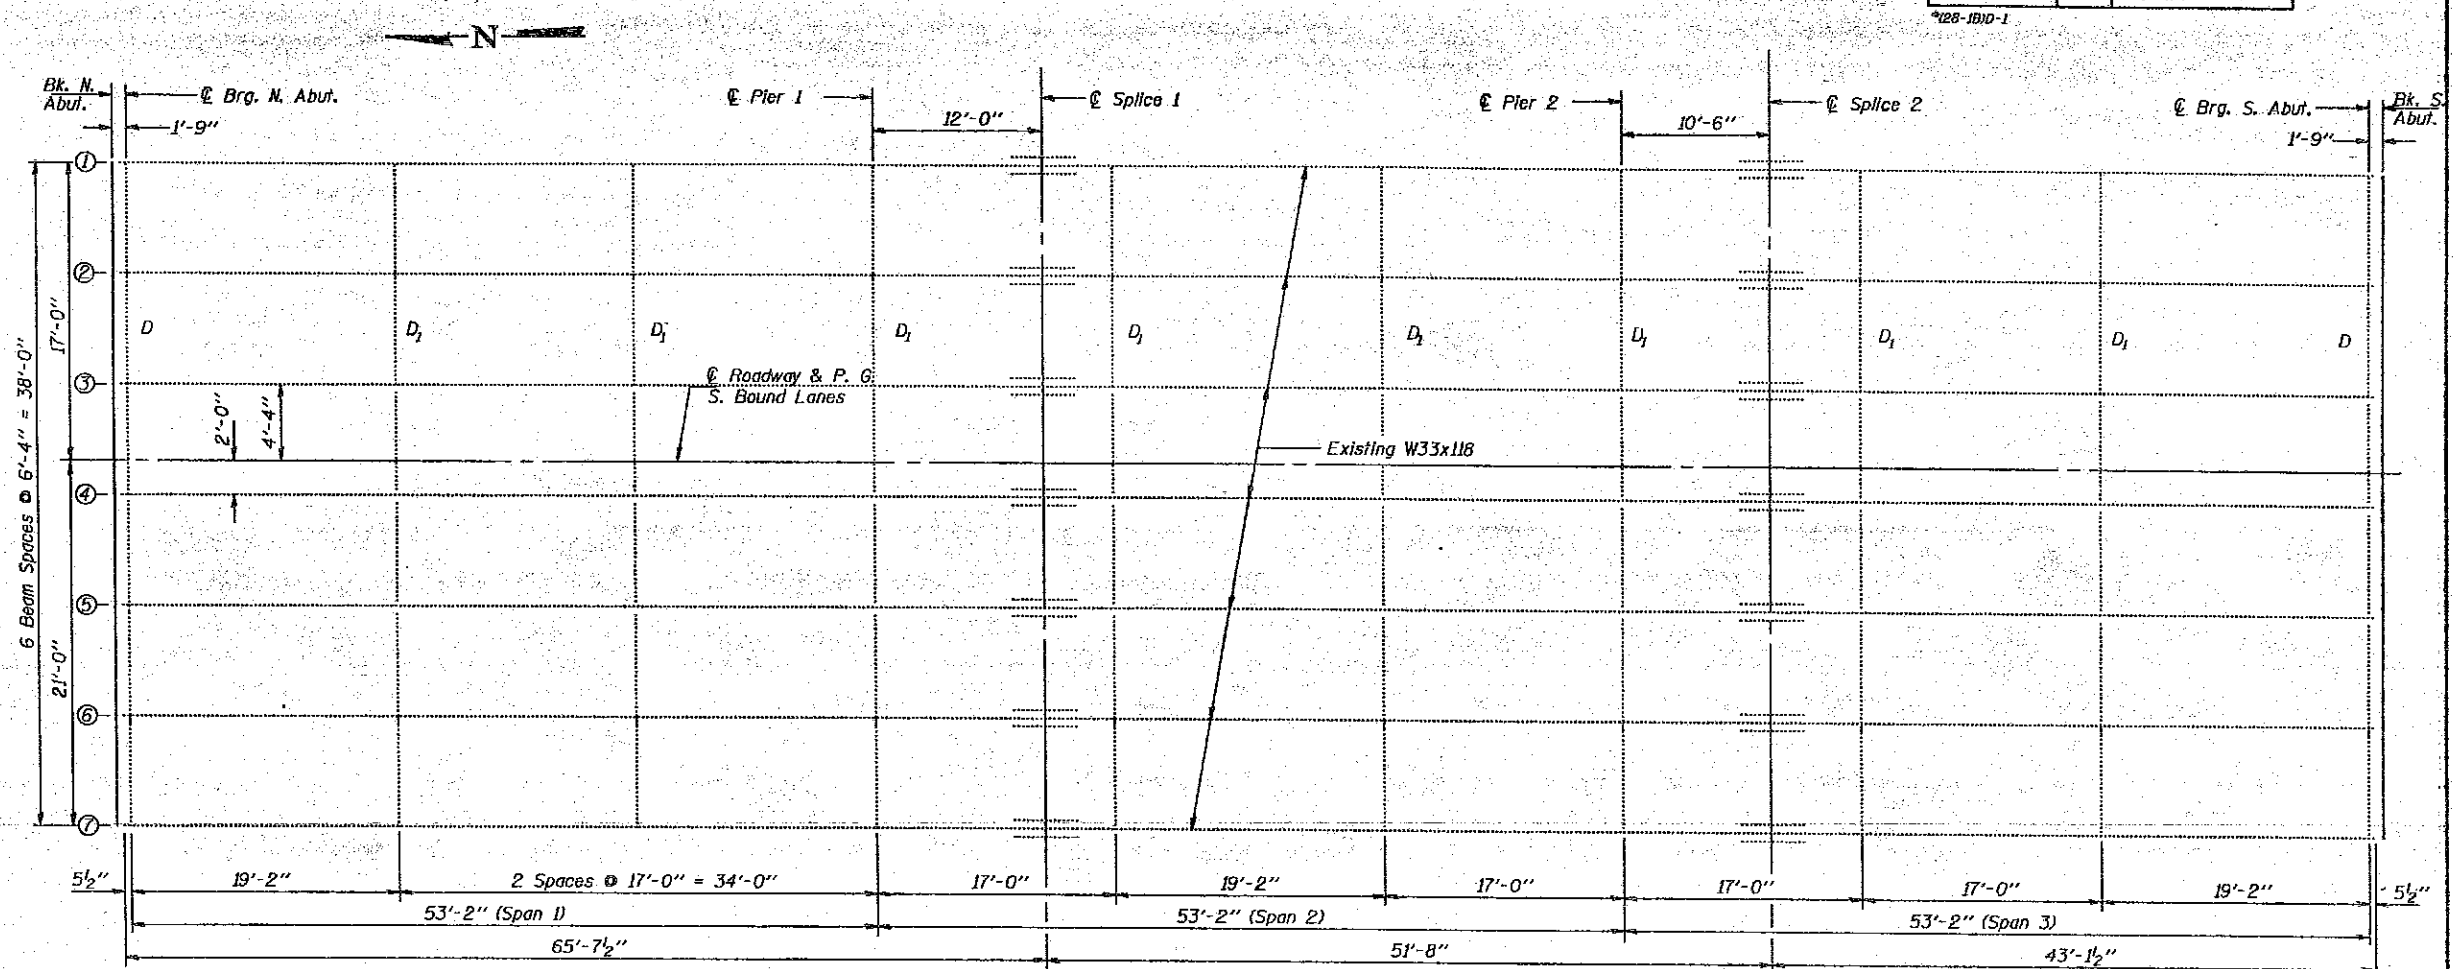 *(28-1B)D-1
N
Bk. N.
Abut.
℄ Brg. N. Abut.
℄ Pier 1
℄ Splice 1
℄ Pier 2
℄ Splice 2
℄ Brg. S. Abut.
Bk. S.
Abut.
1'-9"
12'-0"
10'-6"
1'-9"
1
2
3
4
5
6
7
6 Beam Spaces @ 6'-4" = 38'-0"
17'-0"
21'-0"
D
D1
D1
D1
D1
D1
D1
D1
D1
D
2'-0"
4'-4"
℄ Roadway & P. G.
S. Bound Lanes
Existing W33x118
5½"
19'-2"
2 Spaces @ 17'-0" = 34'-0"
17'-0"
19'-2"
17'-0"
17'-0"
17'-0"
19'-2"
5½"
53'-2" (Span 1)
53'-2" (Span 2)
53'-2" (Span 3)
65'-7½"
51'-8"
43'-1½"